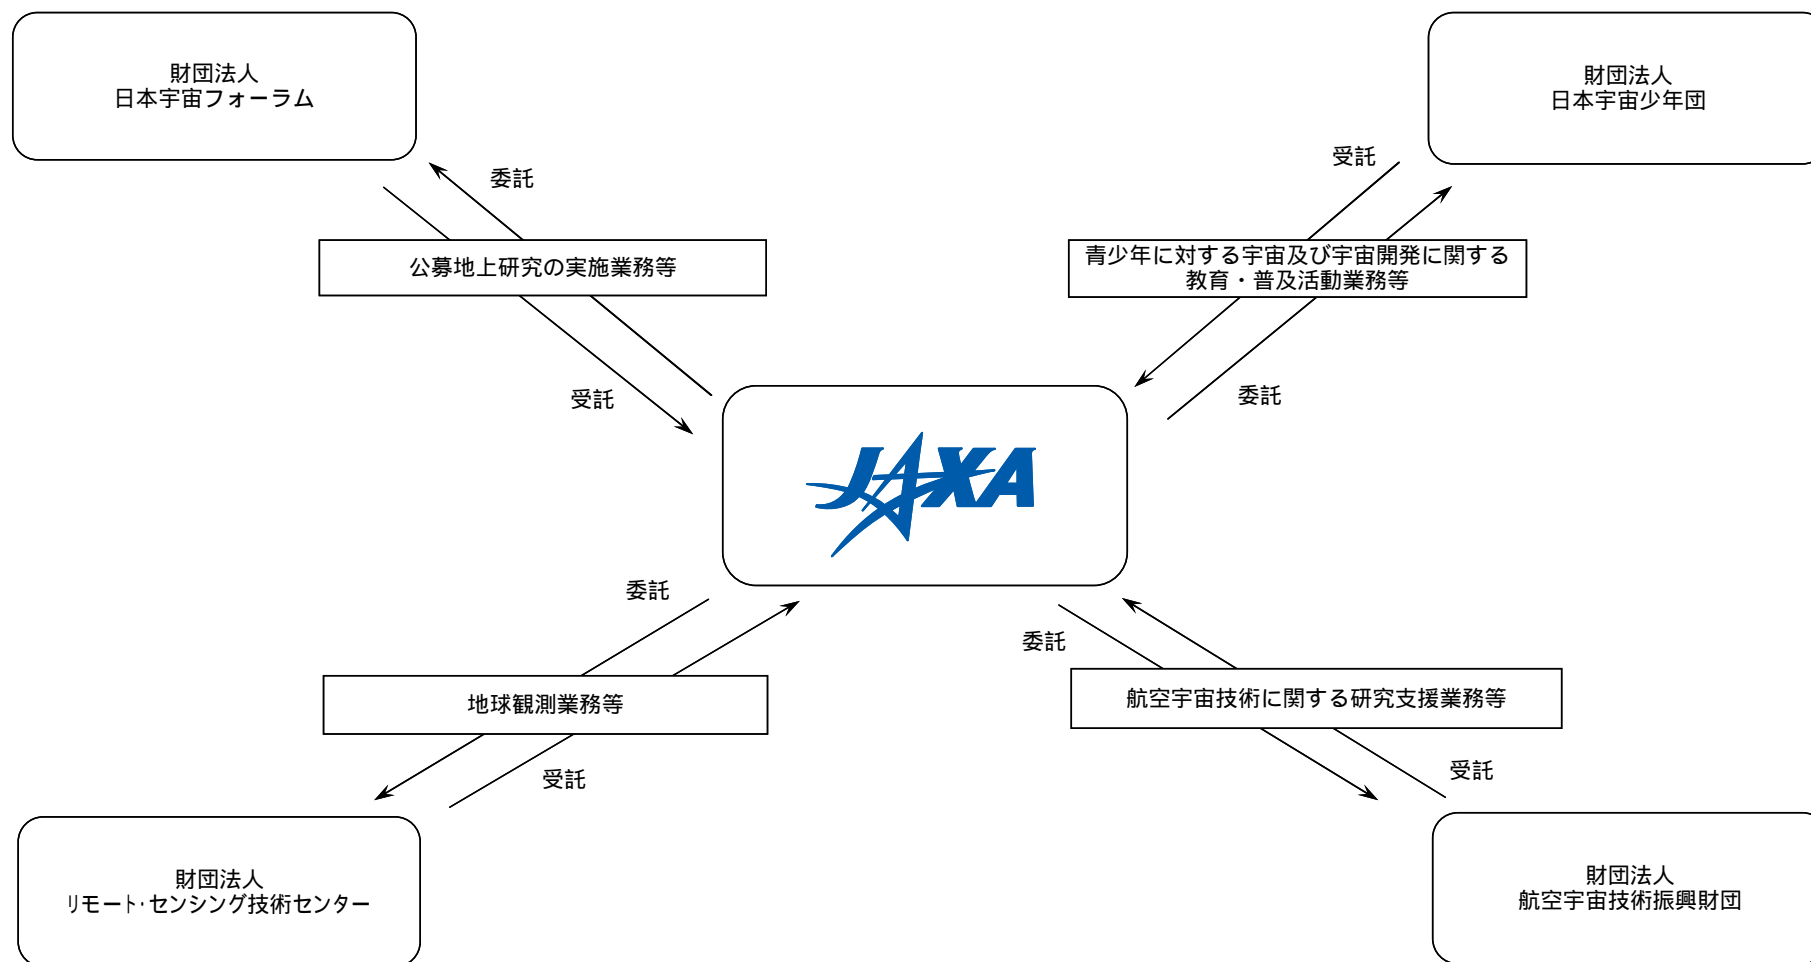 財団法人
日本宇宙フォーラム
財団法人
日本宇宙少年団
委託
受託
公募地上研究の実施業務等
青少年に対する宇宙及び宇宙開発に関する
教育・普及活動業務等
受託
委託
JAXA
委託
委託
地球観測業務等
航空宇宙技術に関する研究支援業務等
受託
受託
財団法人
リモート・センシング技術センター
財団法人
航空宇宙技術振興財団